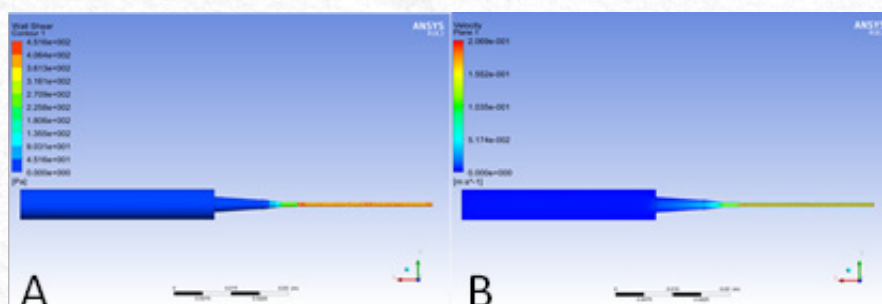 Wall Shear
Contour 1
4.516e+002
4.064e+002
3.613e+002
3.161e+002
2.709e+002
2.258e+002
1.806e+002
1.355e+002
9.031e+001
4.516e+001
0.000e+000
[Pa]
ANSYS
A
Velocity
Plane 1
2.069e-001
1.552e-001
1.035e-001
5.174e-002
0.000e+000
[m s^-1]
ANSYS
B